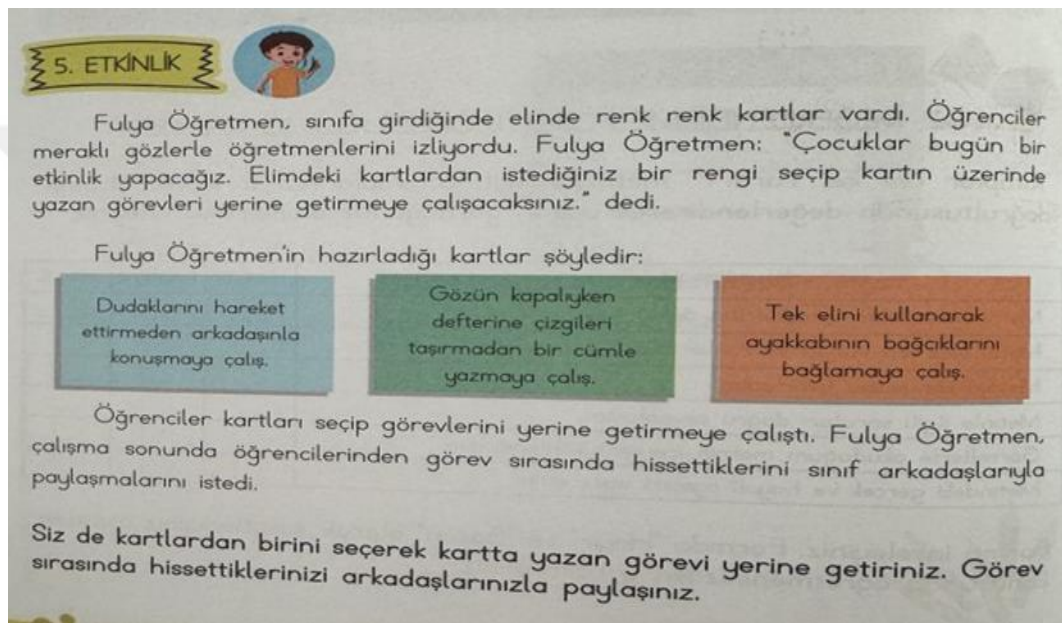 5. ETKİNLİK
Fulya Öğretmen, sınıfa girdiğinde elinde renk renk kartlar vardı. Öğrenciler
meraklı gözlerle öğretmenlerini izliyordu. Fulya Öğretmen: "Çocuklar bugün bir
etkinlik yapacağız. Elimdeki kartlardan istediğiniz bir rengi seçip kartın üzerinde
yazan görevleri yerine getirmeye çalışacaksınız." dedi.
Fulya Öğretmen'in hazırladığı kartlar şöyledir:
Dudaklarını hareket
ettirmeden arkadaşınla
konuşmaya çalış.
Gözün kapalıyken
defterine çizgileri
taşırmadan bir cümle
yazmaya çalış.
Tek elini kullanarak
ayakkabının bağcıklarını
bağlamaya çalış.
Öğrenciler kartları seçip görevlerini yerine getirmeye çalıştı. Fulya Öğretmen,
çalışma sonunda öğrencilerinden görev sırasında hissettiklerini sınıf arkadaşlarıyla
paylaşmalarını istedi.
Siz de kartlardan birini seçerek kartta yazan görevi yerine getiriniz. Görev
sırasında hissettiklerinizi arkadaşlarınızla paylaşınız.